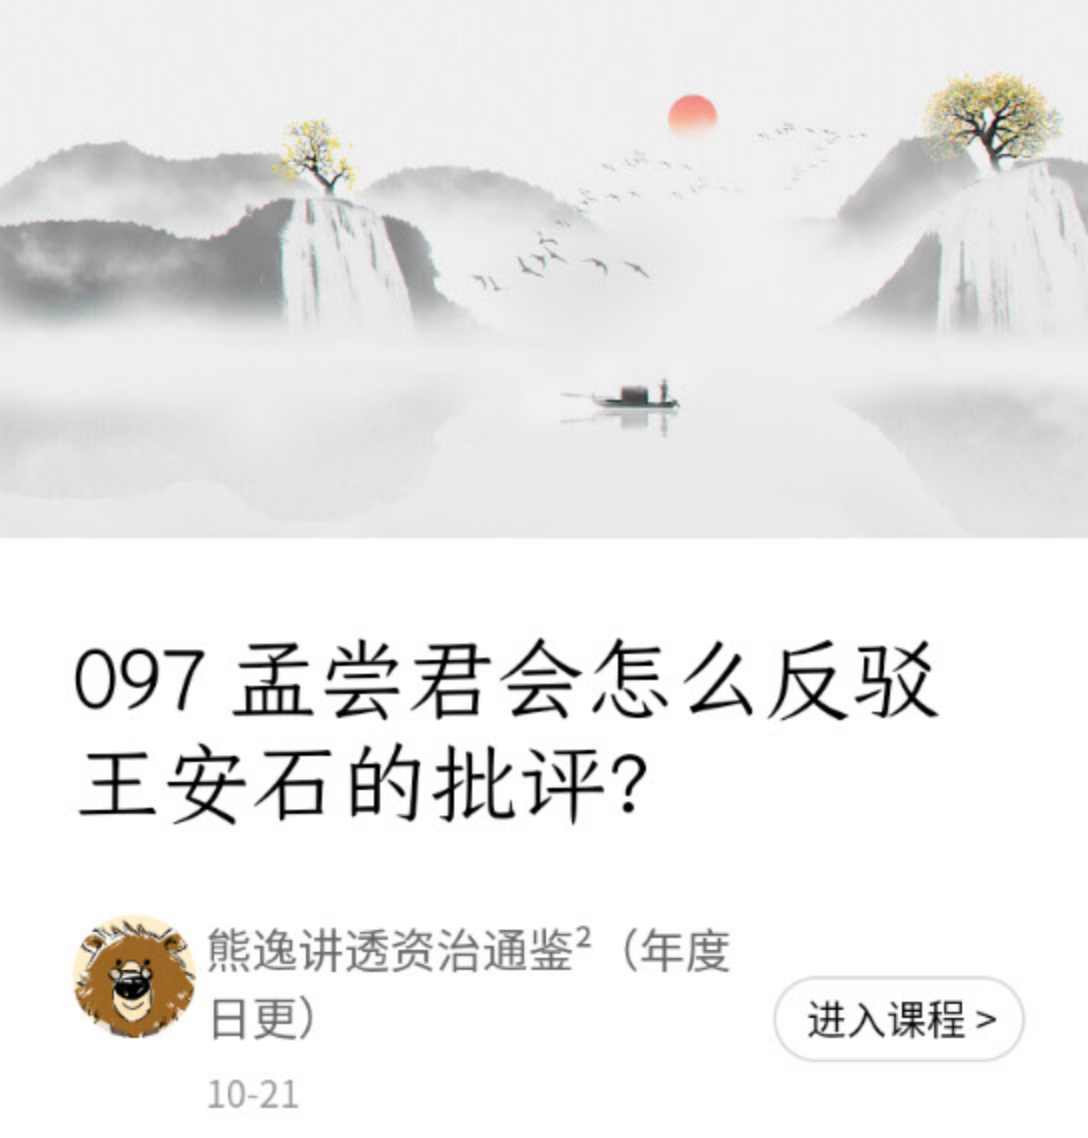 097 孟尝君会怎么反驳
王安石的批评？
熊逸讲透资治通鉴²（年度
日更）
进入课程 >
10-21